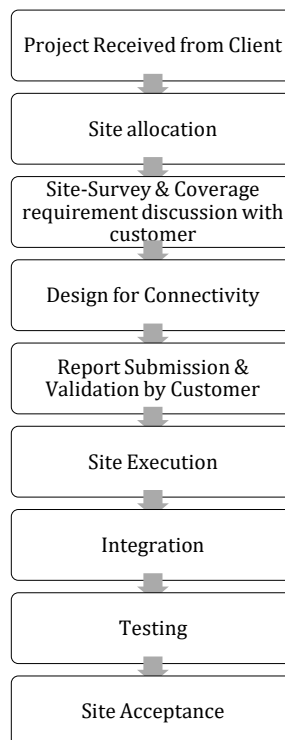 Project Received from Client
Site allocation
Site-Survey & Coverage
requirement discussion with
customer
Design for Connectivity
Report Submission &
Validation by Customer
Site Execution
Integration
Testing
Site Acceptance